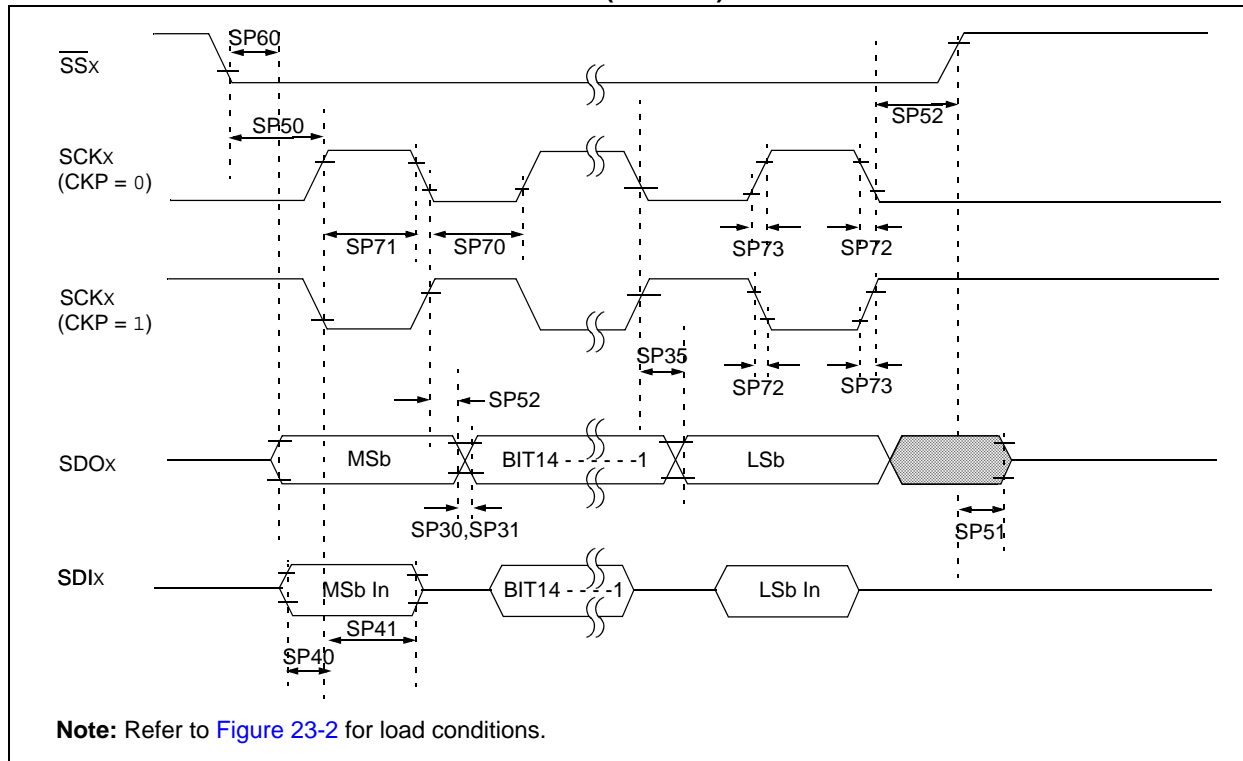 SP60
SSX
SP50
SP52
SCKX
(CKP = 0)
SP71
SP70
SP73
SP72
SCKX
(CKP = 1)
SP35
SP72
SP73
SP52
SDOX
MSb
BIT14 - - - - - -1
LSb
SP30,SP31
SP51
SDIX
MSb In
BIT14 - - - -1
LSb In
SP41
SP40
Note: Refer to Figure 23-2 for load conditions.